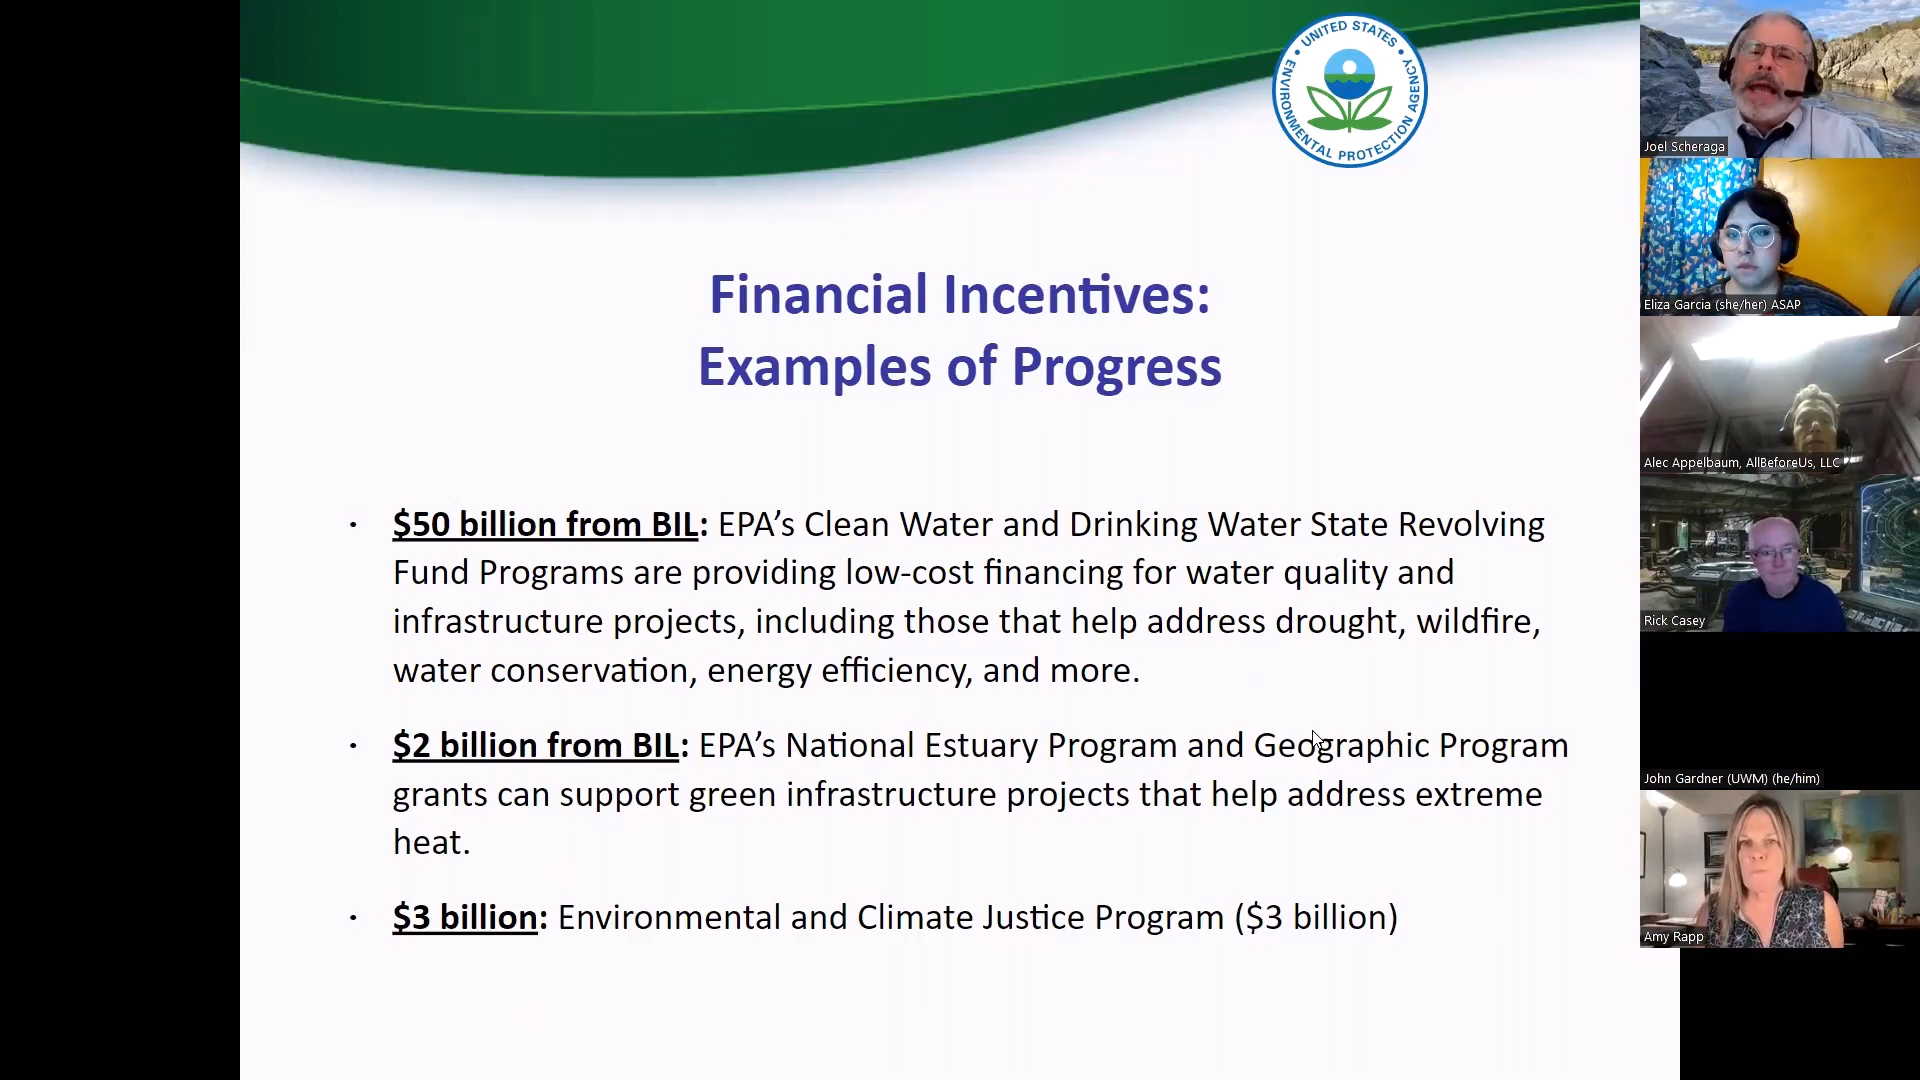 UNITED STATES
ENVIRONMENTAL PROTECTION AGENCY
Financial Incentives:
Examples of Progress
· $50 billion from BIL: EPA’s Clean Water and Drinking Water State Revolving
Fund Programs are providing low-cost financing for water quality and
infrastructure projects, including those that help address drought, wildfire,
water conservation, energy efficiency, and more.
· $2 billion from BIL: EPA’s National Estuary Program and Geographic Program
grants can support green infrastructure projects that help address extreme
heat.
· $3 billion: Environmental and Climate Justice Program ($3 billion)
Joel Scheraga
Eliza Garcia (she/her) ASAP
Alec Appelbaum, AllBeforeUs, LLC
Rick Casey
John Gardner (UWM) (he/him)
Amy Rapp